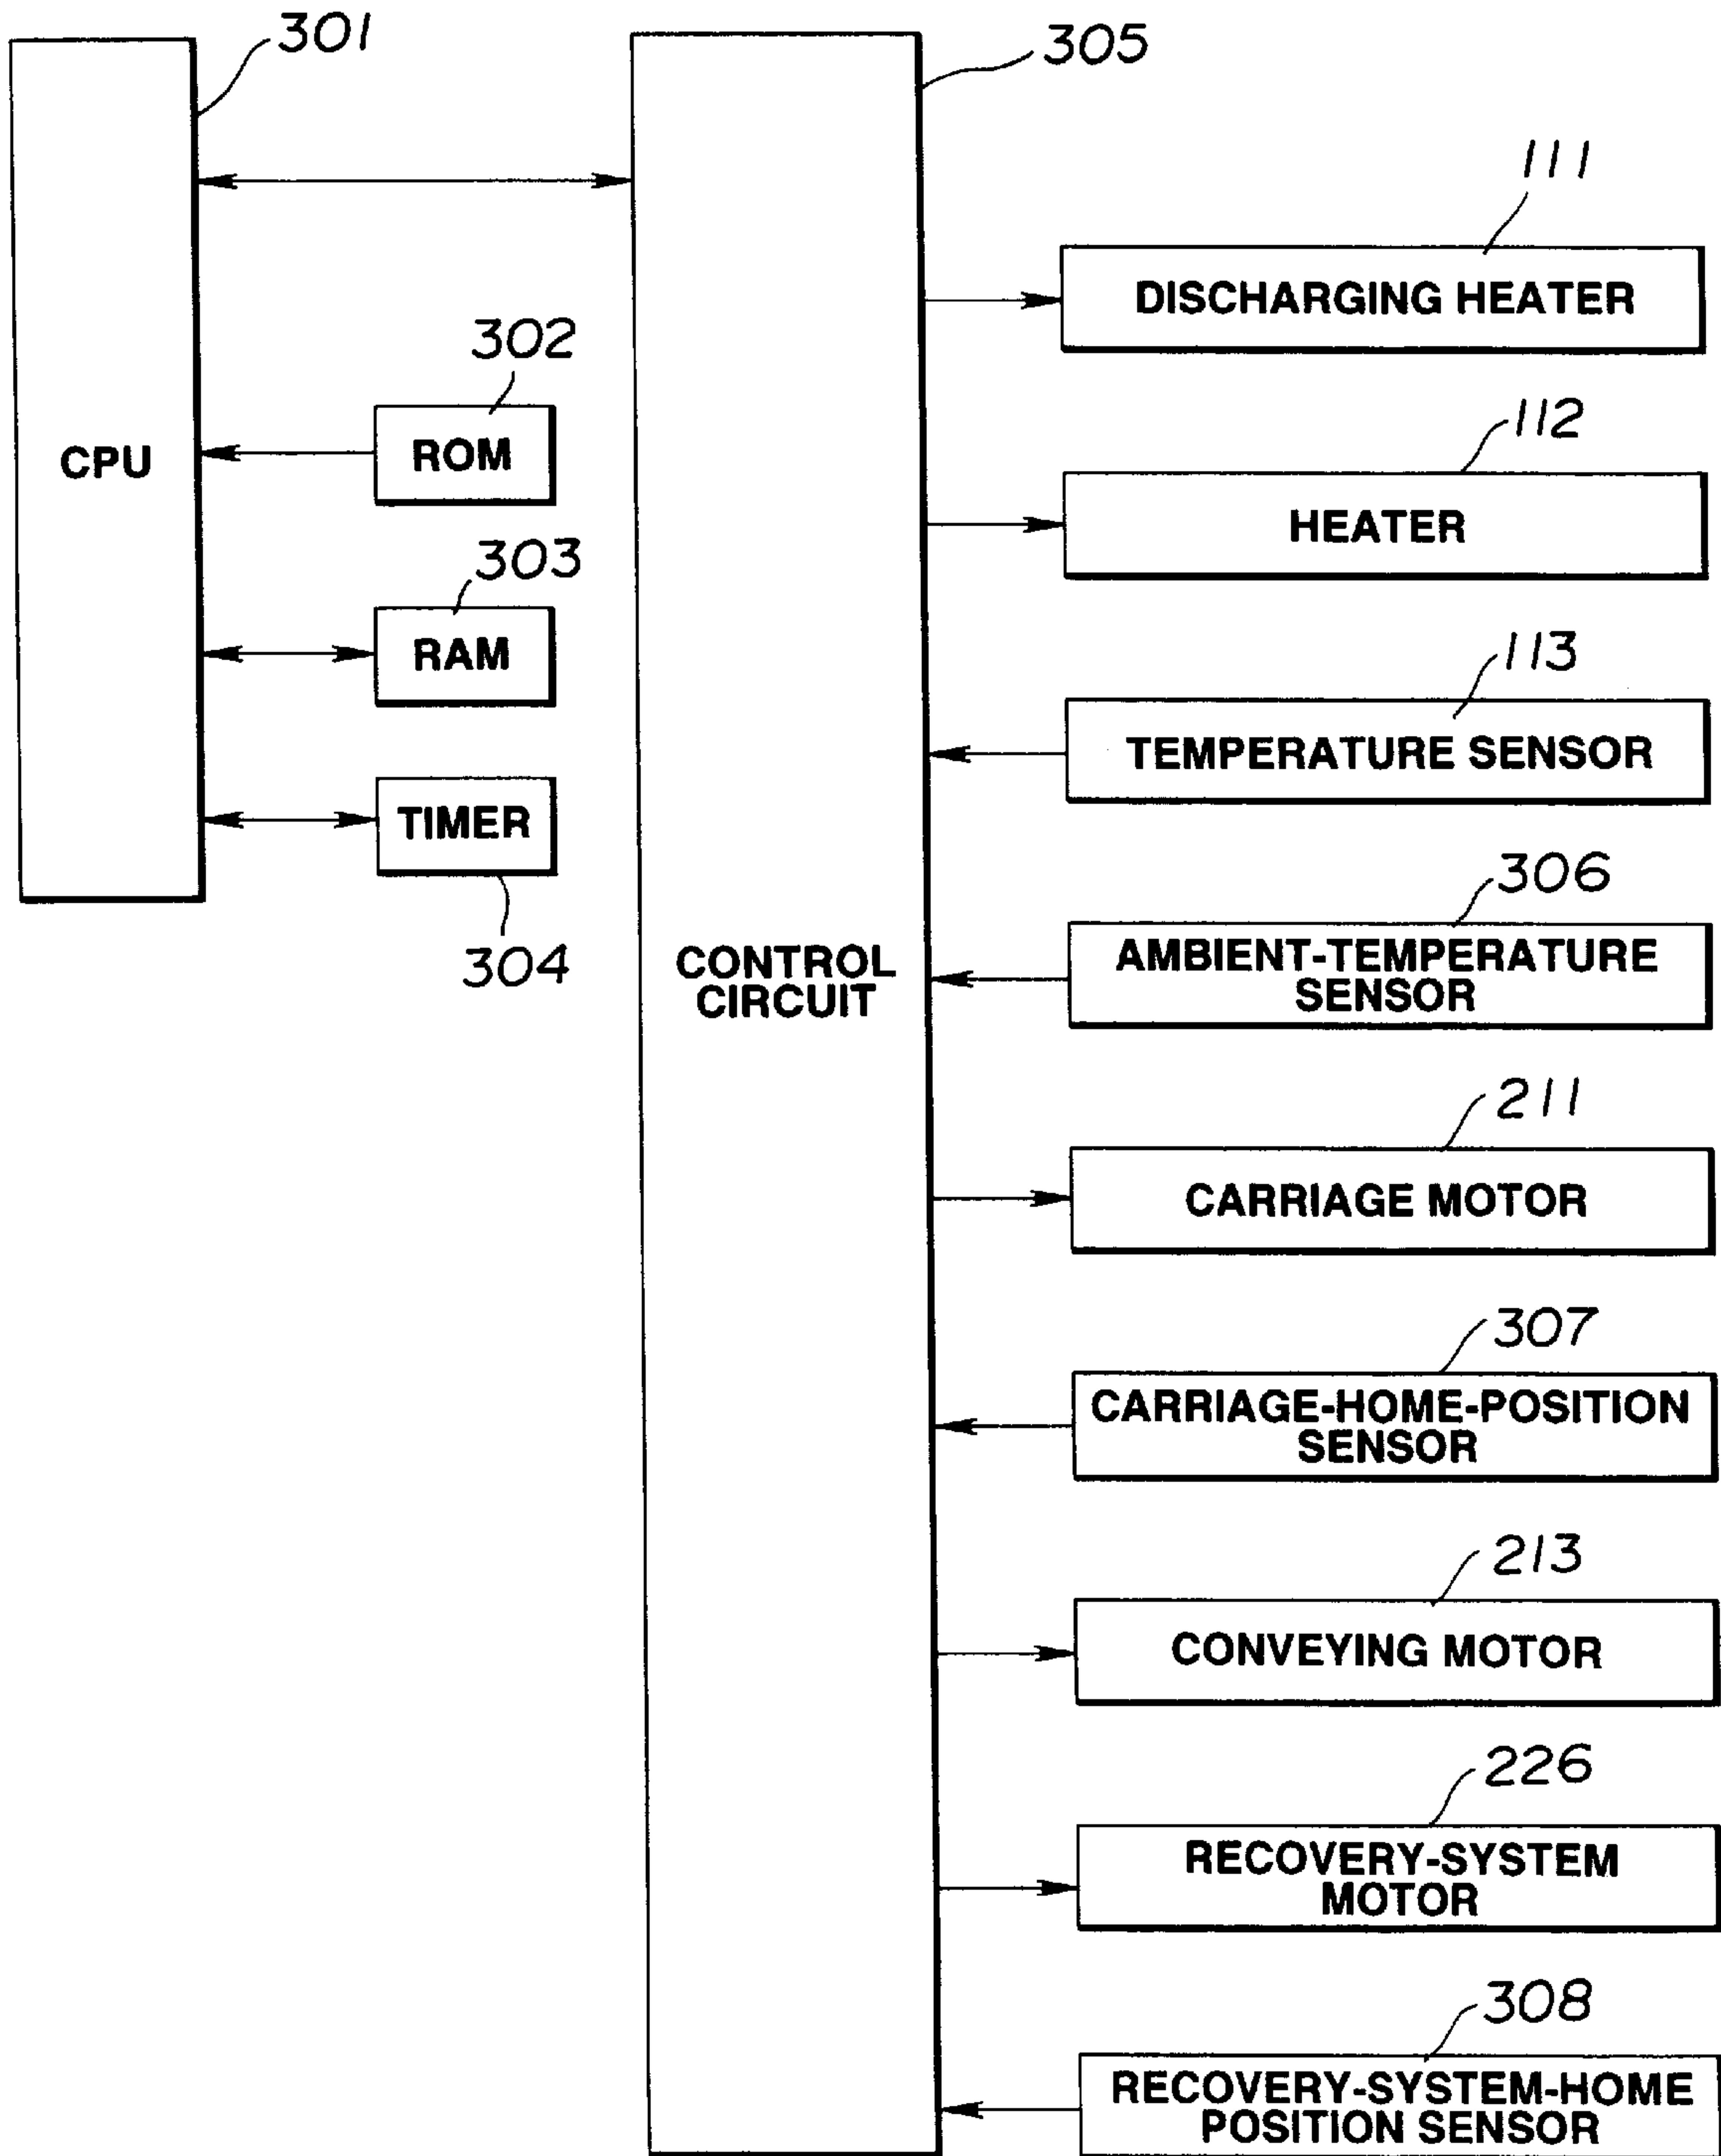 301
305
CPU
302
ROM
303
RAM
TIMER
304
CONTROL
CIRCUIT
111
DISCHARGING HEATER
112
HEATER
113
TEMPERATURE SENSOR
306
AMBIENT-TEMPERATURE
SENSOR
211
CARRIAGE MOTOR
307
CARRIAGE-HOME-POSITION
SENSOR
213
CONVEYING MOTOR
226
RECOVERY-SYSTEM
MOTOR
308
RECOVERY-SYSTEM-HOME
POSITION SENSOR